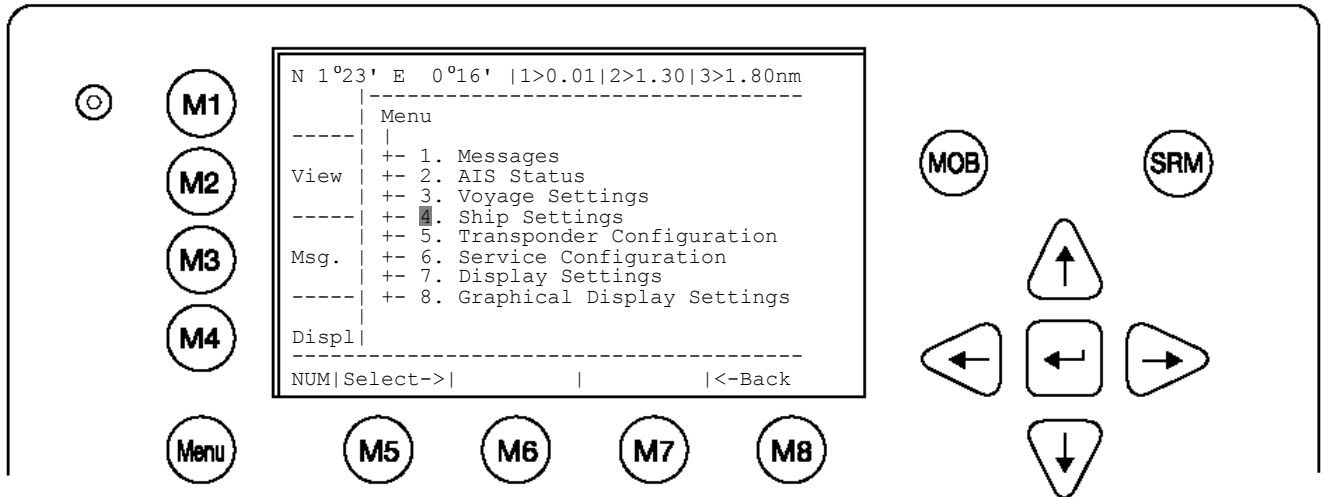 N 1°23' E 0°16' |1>0.01|2>1.30|3>1.80nm
Menu
+- 1. Messages
+- 2. AIS Status
+- 3. Voyage Settings
+- 4. Ship Settings
+- 5. Transponder Configuration
+- 6. Service Configuration
+- 7. Display Settings
+- 8. Graphical Display Settings
View
Msg.
Displ
NUM|Select->| | |<-Back
M1
M2
M3
M4
Menu
M5
M6
M7
M8
MOB
SRM